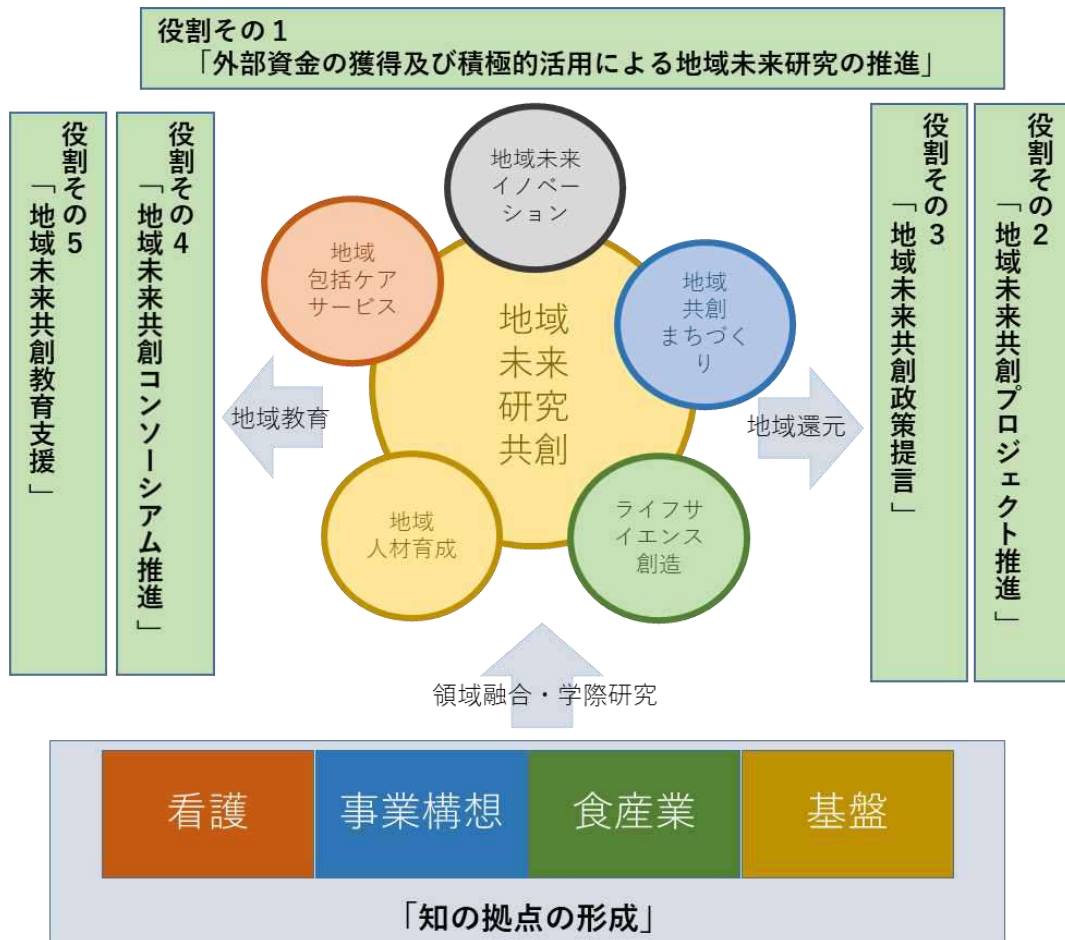 役割その１
「外部資金の獲得及び積極的活用による地域未来研究の推進」
役割その５
「地域未来共創教育支援」
役割その４
「地域未来共創コンソーシアム推進」
地域未来
イノベー
ション
地域
包括ケア
サービス
地域
共創
まちづく
り
地域
未来
研究
共創
地域
人材育成
ライフサ
イエンス
創造
地域教育
地域還元
役割その３
「地域未来共創政策提言」
役割その２
「地域未来共創プロジェクト推進」
領域融合・学際研究
看護
事業構想
食産業
基盤
「知の拠点の形成」